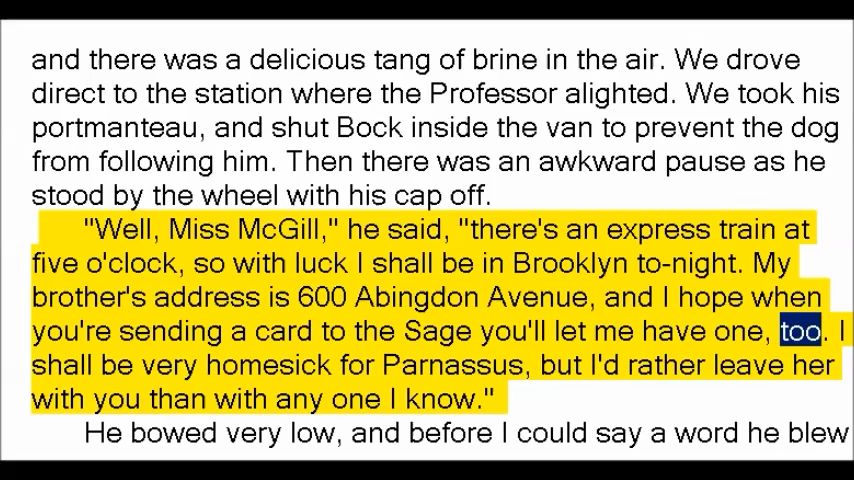 and there was a delicious tang of brine in the air. We drove
direct to the station where the Professor alighted. We took his
portmanteau, and shut Bock inside the van to prevent the dog
from following him. Then there was an awkward pause as he
stood by the wheel with his cap off.
"Well, Miss McGill," he said, "there's an express train at
five o'clock, so with luck I shall be in Brooklyn to-night. My
brother's address is 600 Abingdon Avenue, and I hope when
you're sending a card to the Sage you'll let me have one, too. I
shall be very homesick for Parnassus, but I'd rather leave her
with you than with any one I know."
He bowed very low, and before I could say a word he blew